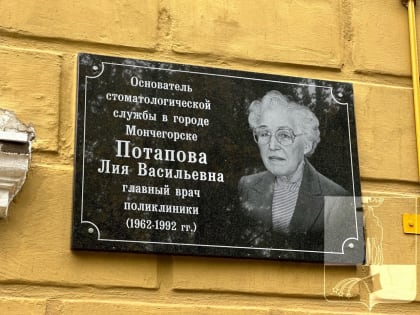 Основатель
стоматологической
службы в городе
Мончегорске
Потапова
Лия Васильевна
главный врач
поликлиники
(1962-1992 гг.)